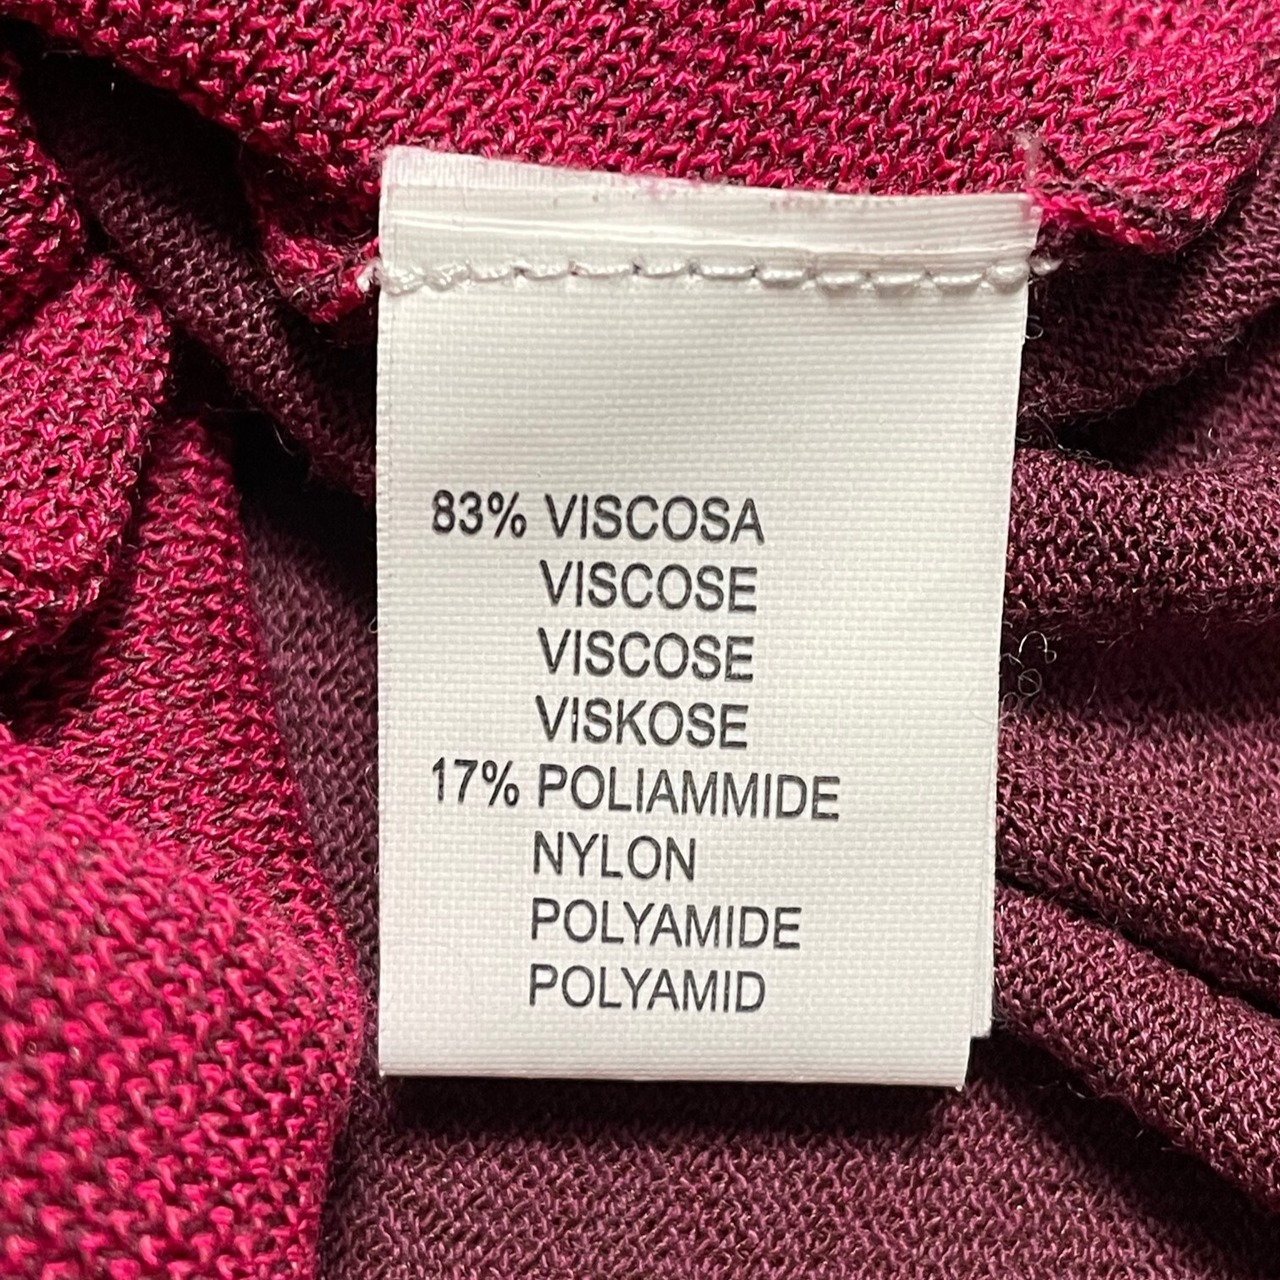 83% VISCOSA
VISCOSE
VISCOSE
VISKOSE
17% POLIAMMIDE
NYLON
POLYAMIDE
POLYAMID